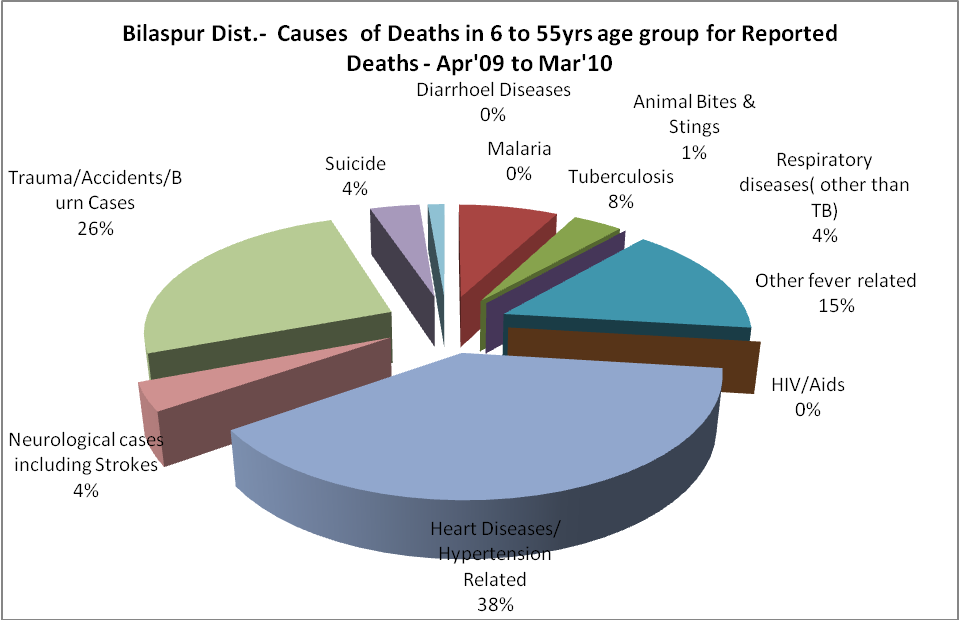 Bilaspur Dist.-  Causes  of Deaths in 6 to 55yrs age group for Reported
Deaths - Apr'09 to Mar'10
Diarrhoel Diseases
0%
Animal Bites &
Stings
1%
Malaria
0%
Suicide
4%
Tuberculosis
8%
Respiratory
diseases( other than
TB)
4%
Trauma/Accidents/B
urn Cases
26%
Other fever related
15%
HIV/Aids
0%
Neurological cases
including Strokes
4%
Heart Diseases/
Hypertension
Related
38%